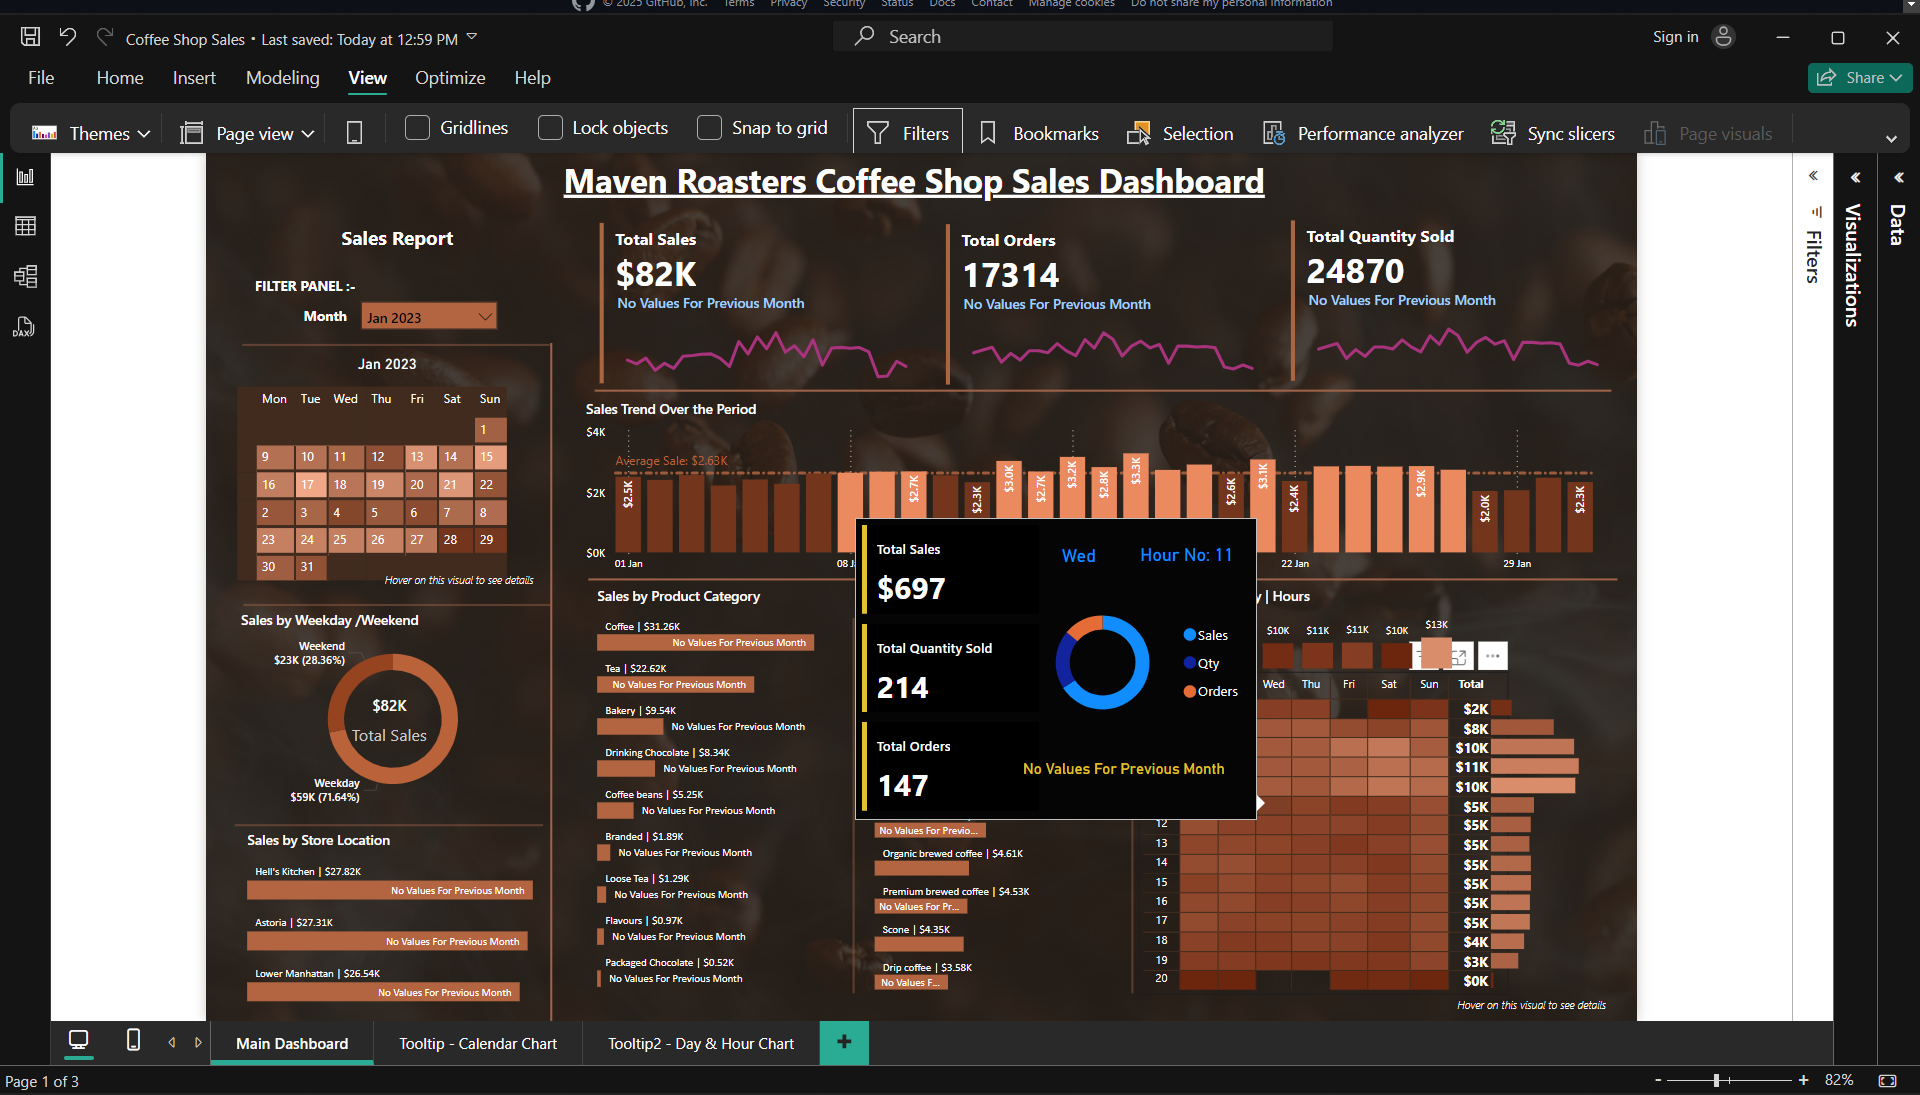 © 2025 GitHub, Inc. Terms Privacy Security Status Docs Contact Manage cookies Do not share my personal information
Coffee Shop Sales • Last saved: Today at 12:59 PM
Search
Sign in
File Home Insert Modeling View Optimize Help
Share
Themes Page view Gridlines Lock objects Snap to grid Filters Bookmarks Selection Performance analyzer Sync slicers Page visuals
Maven Roasters Coffee Shop Sales Dashboard
Sales Report
FILTER PANEL :-
Month Jan 2023
Total Sales
$82K
No Values For Previous Month
Total Orders
17314
No Values For Previous Month
Total Quantity Sold
24870
No Values For Previous Month
Filters
Visualizations
Data
DAX
Jan 2023
Mon Tue Wed Thu Fri Sat Sun
1
9 10 11 12 13 14 15
16 17 18 19 20 21 22
2 3 4 5 6 7 8
23 24 25 26 27 28 29
30 31
Hover on this visual to see details
Sales Trend Over the Period
$4K
$2K
$0K
Average Sale: $2.63K
$2.5K $2.7K $2.3K $3.0K $2.7K $3.2K $2.8K $3.3K $2.6K $3.1K $2.4K $2.9K $2.0K $2.3K
01 Jan 08 J 22 Jan 29 Jan
Sales by Weekday /Weekend
Weekend
$23K (28.36%)
$82K
Total Sales
Weekday
$59K (71.64%)
Sales by Store Location
Hell's Kitchen | $27.82K
No Values For Previous Month
Astoria | $27.31K
No Values For Previous Month
Lower Manhattan | $26.54K
No Values For Previous Month
Sales by Product Category
Coffee | $31.26K
No Values For Previous Month
Tea | $22.62K
No Values For Previous Month
Bakery | $9.54K
No Values For Previous Month
Drinking Chocolate | $8.34K
No Values For Previous Month
Coffee beans | $5.25K
No Values For Previous Month
Branded | $1.89K
No Values For Previous Month
Loose Tea | $1.29K
No Values For Previous Month
Flavours | $0.97K
No Values For Previous Month
Packaged Chocolate | $0.52K
No Values For Previous Month
Total Sales
$697
Total Quantity Sold
214
Total Orders
147
Wed Hour No: 11
Sales
Qty
Orders
No Values For Previous Month
No Values For Previo...
Organic brewed coffee | $4.61K
Premium brewed coffee | $4.53K
No Values For Pr...
Scone | $4.35K
Drip coffee | $3.58K
No Values F...
y | Hours
$10K $11K $11K $10K $13K
Wed Thu Fri Sat Sun Total
$2K
$8K
$10K
$11K
$10K
$5K
12 $5K
13 $5K
14 $5K
15 $5K
16 $5K
17 $5K
18 $4K
19 $3K
20 $0K
Hover on this visual to see details
Main Dashboard Tooltip - Calendar Chart Tooltip2 - Day & Hour Chart +
Page 1 of 3
- + 82%